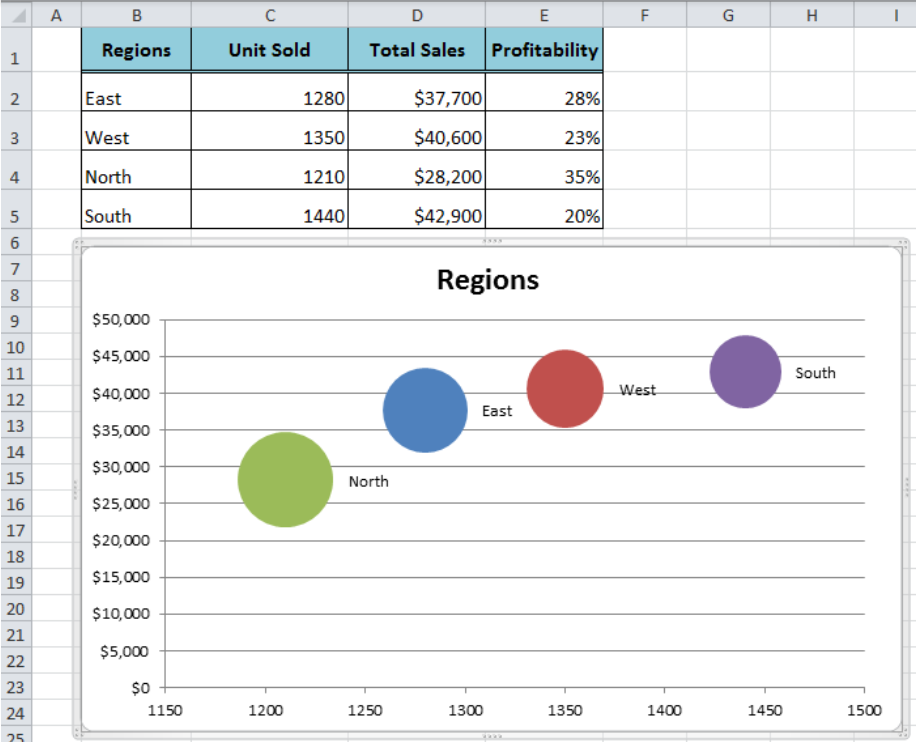 A B C D E F G H I
1 Regions Unit Sold Total Sales Profitability
2 East 1280 $37,700 28%
3 West 1350 $40,600 23%
4 North 1210 $28,200 35%
5 South 1440 $42,900 20%
6
7 Regions
8
9 $50,000
10 $45,000
11 South
12 $40,000 West
13 $35,000 East
14
15 $30,000 North
16 $25,000
17 $20,000
18
19 $15,000
20 $10,000
21
22 $5,000
23 $0
24 1150 1200 1250 1300 1350 1400 1450 1500
25